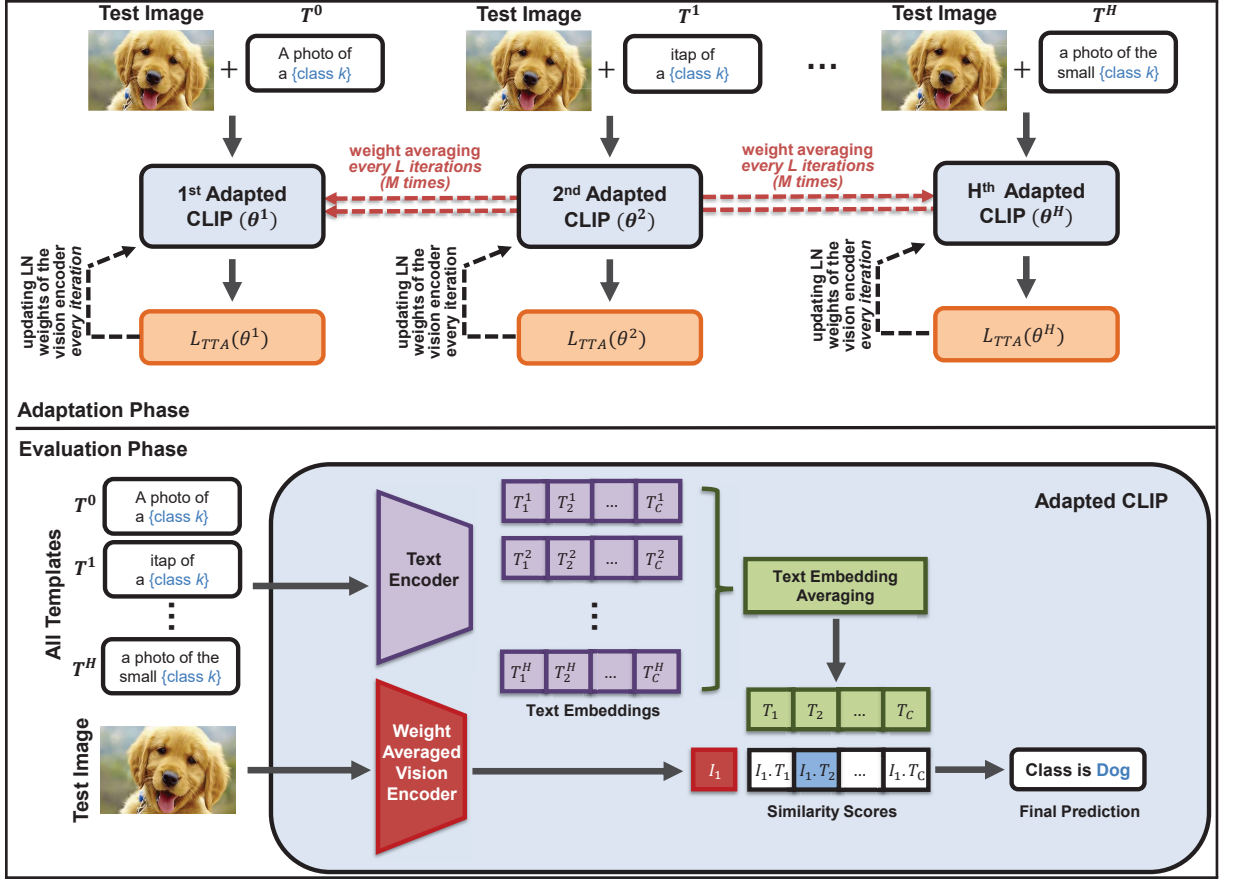 Test Image T^0
A photo of
a {class k}
+
Test Image T^1
itap of
a {class k}
+
...
Test Image T^H
a photo of the
small {class k}
+
1st Adapted
CLIP (θ^1)
weight averaging
every L iterations
(M times)
2nd Adapted
CLIP (θ^2)
weight averaging
every L iterations
(M times)
Hth Adapted
CLIP (θ^H)
updating LN
weights of the
vision encoder
every iteration
L_TTA(θ^1)
updating LN
weights of the
vision encoder
every iteration
L_TTA(θ^2)
updating LN
weights of the
vision encoder
every iteration
L_TTA(θ^H)
Adaptation Phase
Evaluation Phase
All Templates
T^0
A photo of
a {class k}
T^1
itap of
a {class k}
⋮
T^H
a photo of the
small {class k}
Test Image
Text
Encoder
Weight
Averaged
Vision
Encoder
T_1^1 T_2^1 ... T_C^1
T_1^2 T_2^2 ... T_C^2
⋮
T_1^H T_2^H ... T_C^H
Text Embeddings
Adapted CLIP
Text Embedding
Averaging
T_1 T_2 ... T_C
I_1
I_1.T_1 I_1.T_2 ... I_1.T_C
Similarity Scores
Class is Dog
Final Prediction